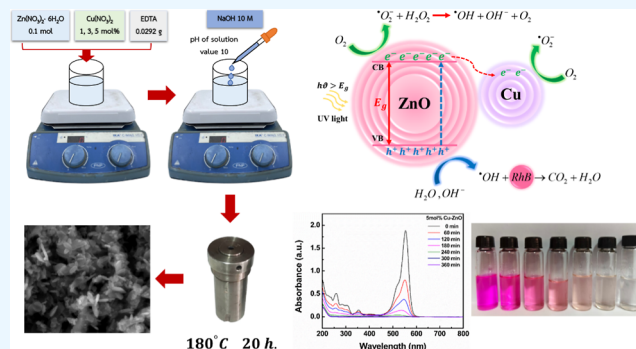 Zn(NO₃)₂· 6H₂O
0.1 mol
Cu(NO₃)₂
1, 3, 5 mol%
EDTA
0.0292 g
NaOH 10 M
pH of solution
value 10
180°C 20 h.
•O₂⁻ + H₂O₂ → •OH + OH⁻ + O₂
O₂
e⁻ e⁻ e⁻ e⁻ e⁻
CB
hϑ > E_g
UV light
E_g
ZnO
VB
h⁺ h⁺ h⁺ h⁺ h⁺
e⁻ e⁻
Cu
•O₂⁻
O₂
H₂O, OH⁻
•OH + RhB → CO₂ + H₂O
5mol% Cu-ZnO
0 min
60 min
120 min
180 min
240 min
300 min
360 min
Absorbance (a.u.)
2.0
1.5
1.0
0.5
0.0
200 300 400 500 600 700 800
Wavelength (nm)